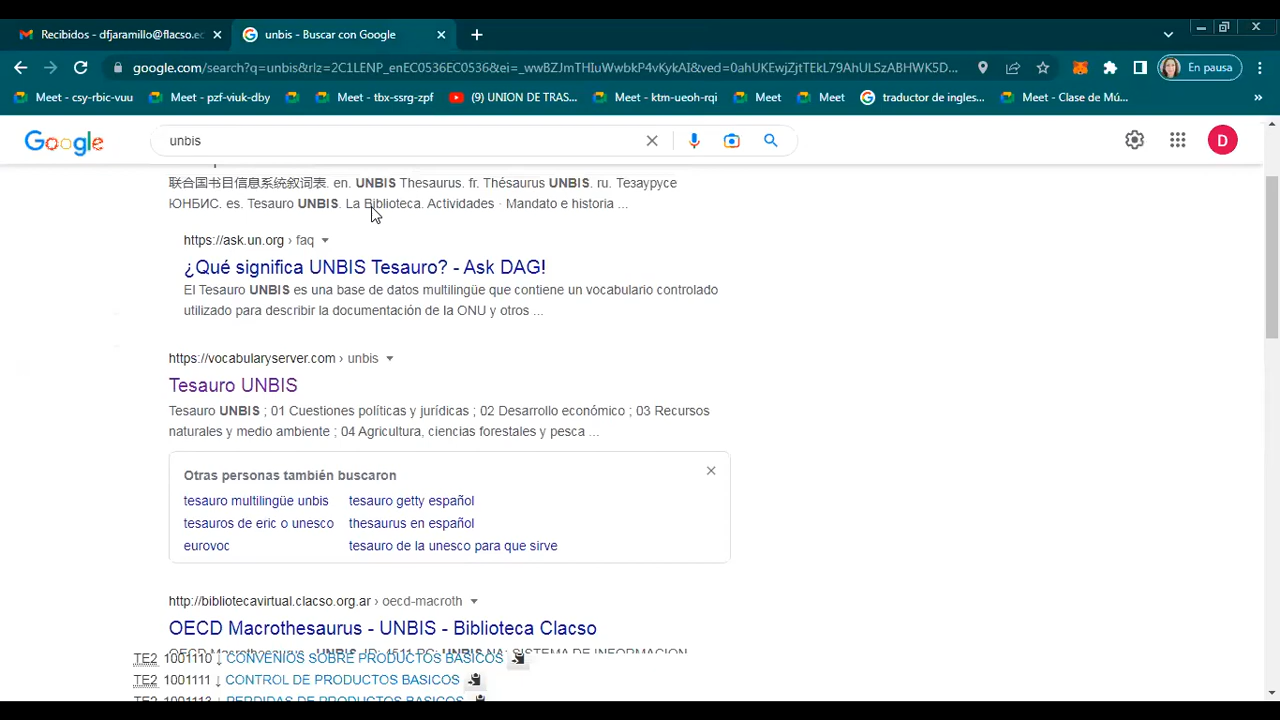 Recibidos - dfjaramillo@flacso.ec
unbis - Buscar con Google
google.com/search?q=unbis&rlz=2C1LENP_enEC0536EC0536&ei=_wwBZJmTHIuWwbkP4vKykAI&ved=0ahUKEwjZjtTEkL79AhULSzABHWK5D...
En pausa
Meet - csy-rbic-vuu
Meet - pzf-viuk-dby
Meet - tbx-ssrg-zpf
(9) UNION DE TRAS...
Meet - ktm-ueoh-rqi
Meet
Meet
traductor de ingles...
Meet - Clase de Mú...
Google
unbis
D
联合国书目信息系统叙词表. en. UNBIS Thesaurus. fr. Thésaurus UNBIS. ru. Тезаурусe
ЮНБИС. es. Tesauro UNBIS. La Biblioteca. Actividades · Mandato e historia ...
https://ask.un.org › faq
¿Qué significa UNBIS Tesauro? - Ask DAG!
El Tesauro UNBIS es una base de datos multilingüe que contiene un vocabulario controlado
utilizado para describir la documentación de la ONU y otros ...
https://vocabularyserver.com › unbis
Tesauro UNBIS
Tesauro UNBIS ; 01 Cuestiones políticas y jurídicas ; 02 Desarrollo económico ; 03 Recursos
naturales y medio ambiente ; 04 Agricultura, ciencias forestales y pesca ...
Otras personas también buscaron
tesauro multilingüe unbis
tesauro getty español
tesauros de eric o unesco
thesaurus en español
eurovoc
tesauro de la unesco para que sirve
http://bibliotecavirtual.clacso.org.ar › oecd-macroth
OECD Macrothesaurus - UNBIS - Biblioteca Clacso
TE2 1001110 ↓ CONVENIOS SOBRE PRODUCTOS BASICOS
TE2 1001111 ↓ CONTROL DE PRODUCTOS BASICOS
TE2 1001113 ↓ PERDIDAS DE PRODUCTOS BASICOS